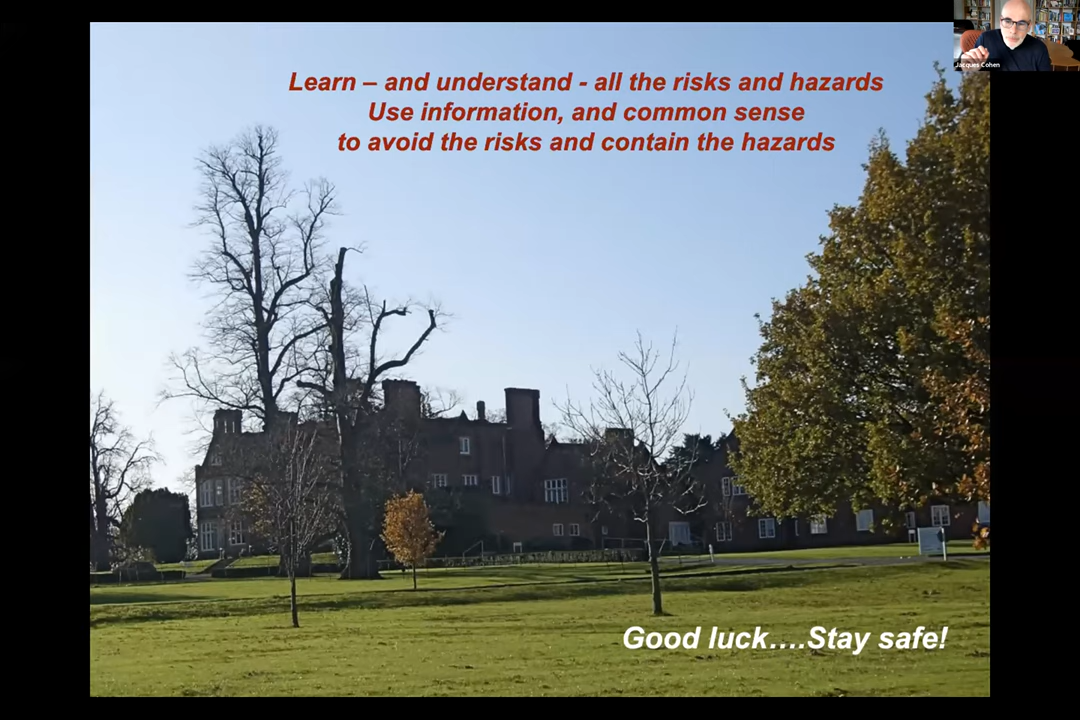 Learn – and understand - all the risks and hazards
Use information, and common sense
to avoid the risks and contain the hazards
Good luck....Stay safe!
Jacques Cohen